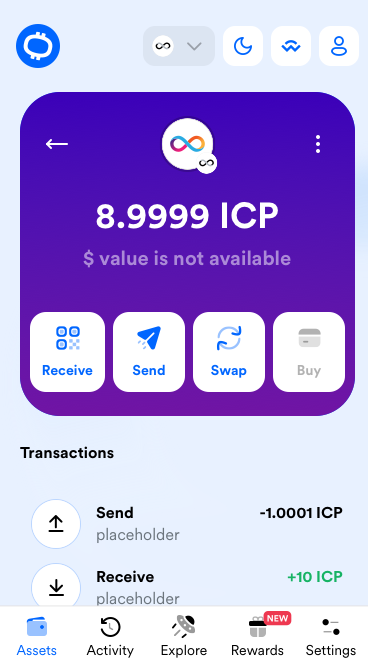 8.9999 ICP
$ value is not available
Receive
Send
Swap
Buy
Transactions
Send
-1.0001 ICP
placeholder
Receive
+10 ICP
placeholder
NEW
Assets
Activity
Explore
Rewards
Settings